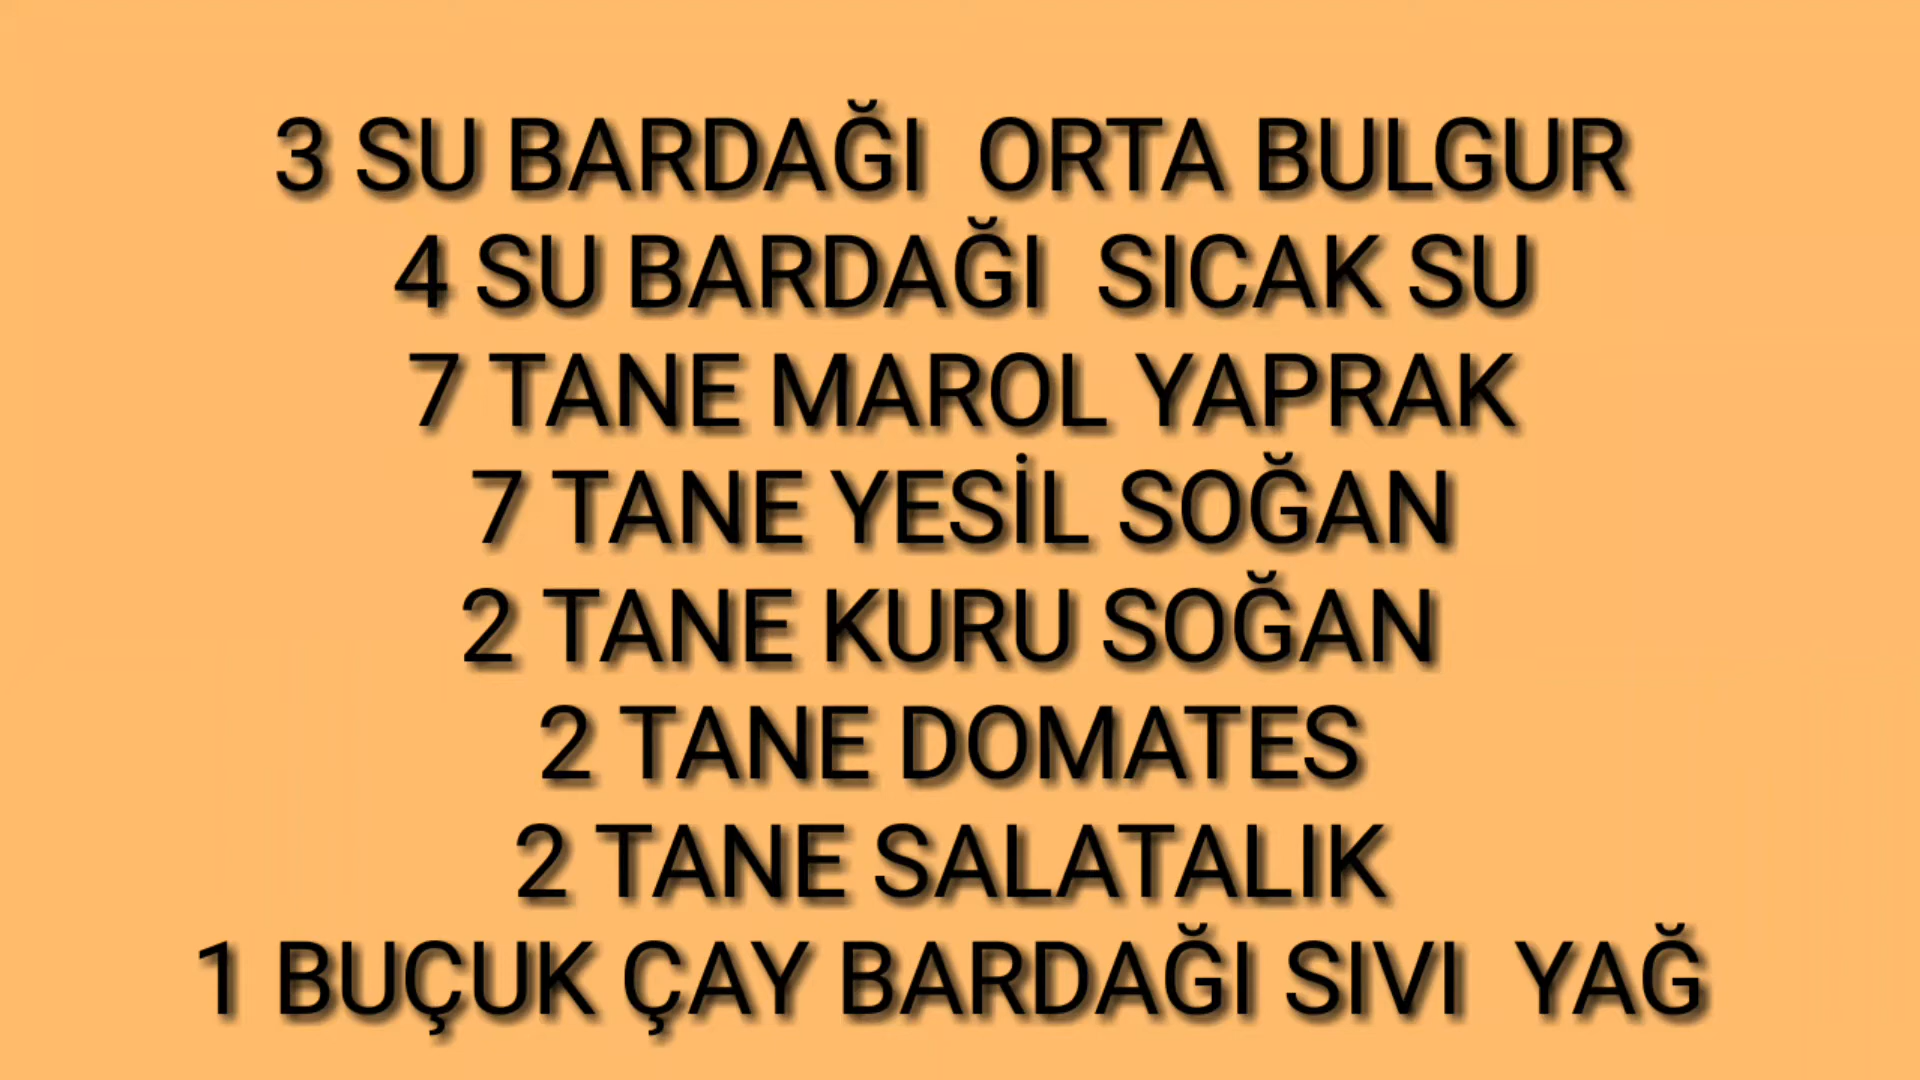 3 SU BARDAĞI  ORTA BULGUR
4 SU BARDAĞI  SICAK SU
7 TANE MAROL YAPRAK
7 TANE YESİL SOĞAN
2 TANE KURU SOĞAN
2 TANE DOMATES
2 TANE SALATALIK
1 BUÇUK ÇAY BARDAĞI SIVI  YAĞ